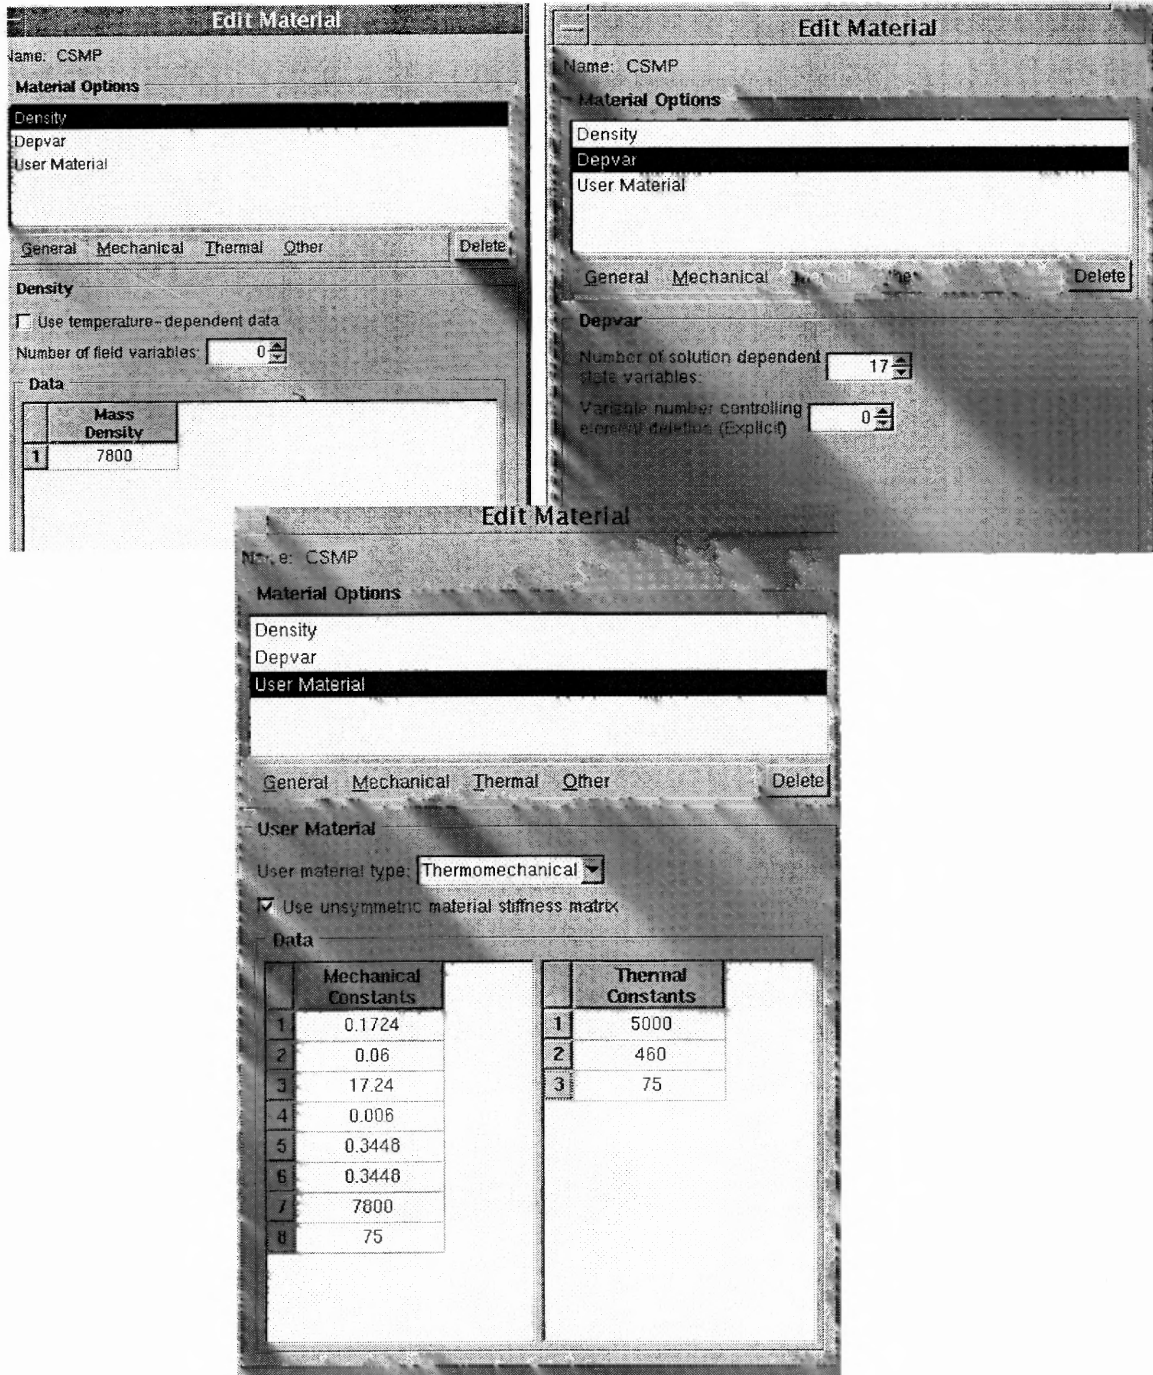 Edit Material
Name: CSMP
Material Options
Density
Depvar
User Material
General Mechanical Thermal Other Delete
Density
Use temperature-dependent data
Number of field variables: 0
Data
Mass
Density
1 7800
Edit Material
Name: CSMP
Material Options
Density
Depvar
User Material
General Mechanical Delete
Depvar
Number of solution dependent 17
state variables:
Variable number controlling 0
element deletion (Explicit)
Edit Material
Name: CSMP
Material Options
Density
Depvar
User Material
General Mechanical Thermal Other Delete
User Material
User material type: Thermomechanical
Use unsymmetric material stiffness matrix
Data
Mechanical
Constants
1 0.1724
2 0.06
3 17.24
4 0.006
5 0.3448
6 0.3448
7 7800
8 75
Thermal
Constants
1 5000
2 460
3 75